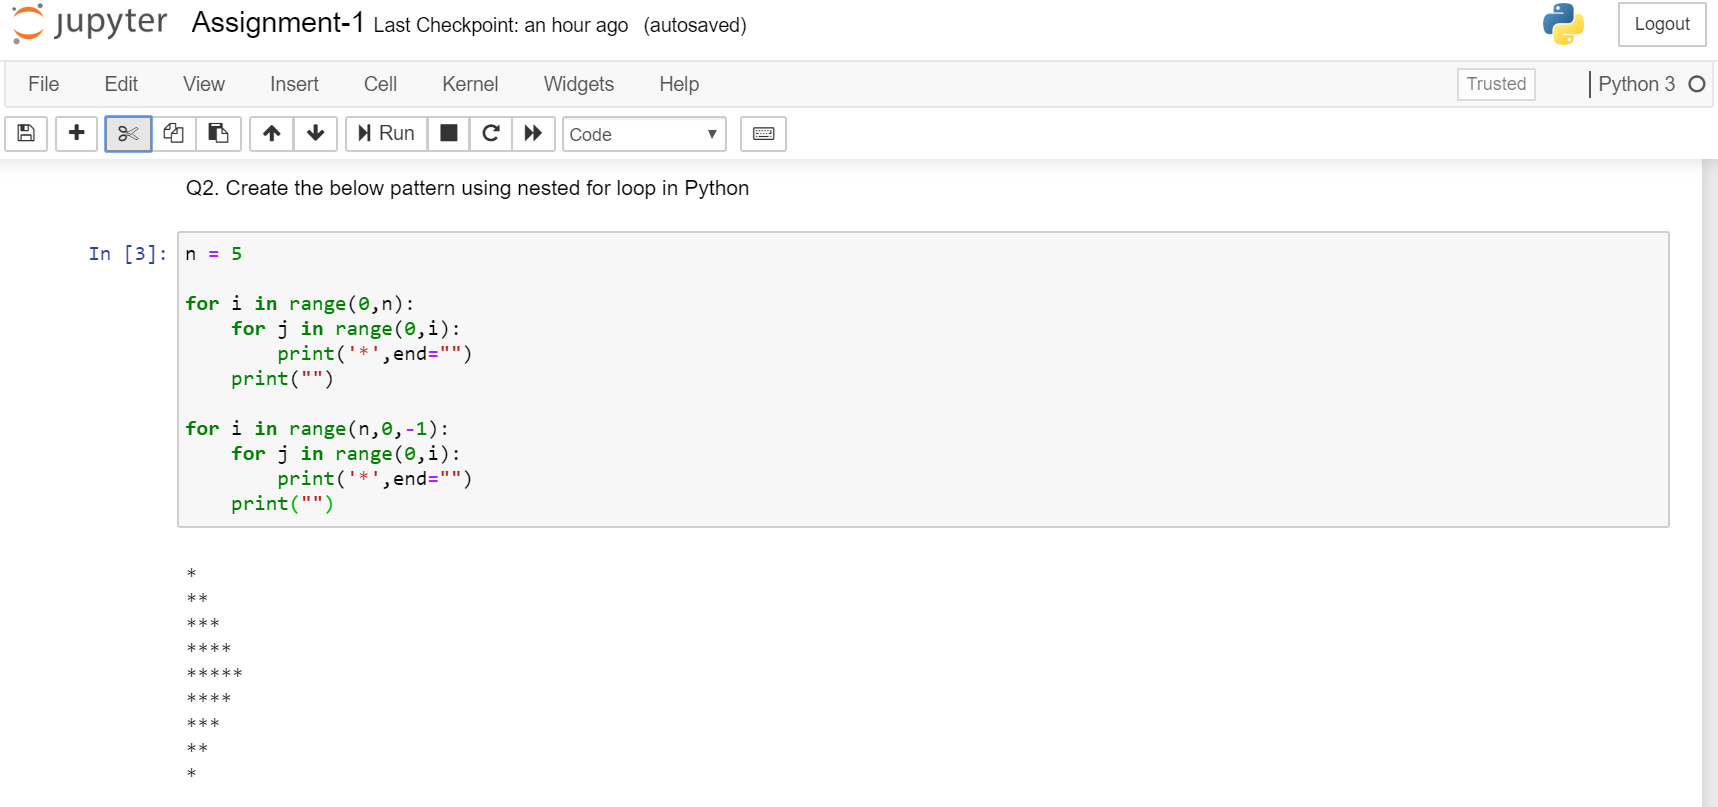 jupyter Assignment-1 Last Checkpoint: an hour ago (autosaved) Logout
File Edit View Insert Cell Kernel Widgets Help Trusted Python 3
Run Code
Q2. Create the below pattern using nested for loop in Python
In [3]: n = 5
for i in range(0,n):
    for j in range(0,i):
        print('*',end="")
    print("")
for i in range(n,0,-1):
    for j in range(0,i):
        print('*',end="")
    print("")
*
**
***
****
*****
****
***
**
*